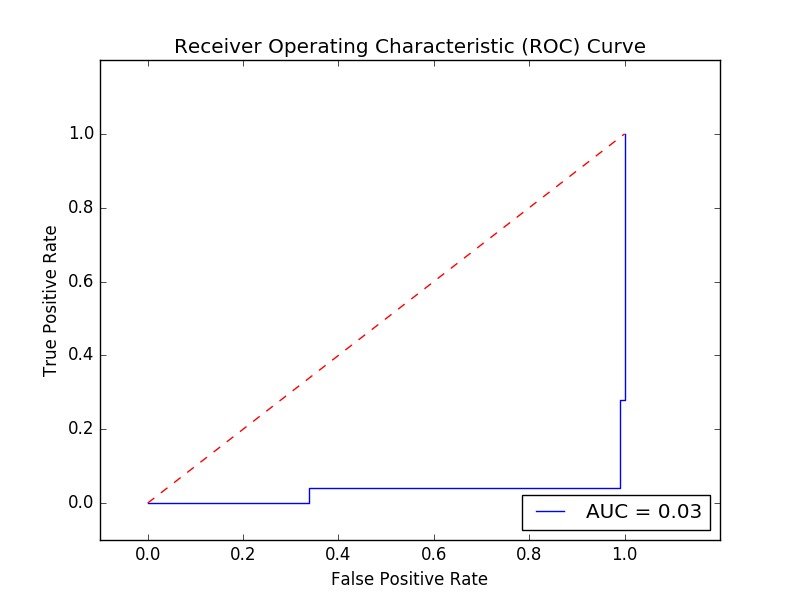 Receiver Operating Characteristic (ROC) Curve
True Positive Rate
1.0
0.8
0.6
0.4
0.2
0.0
AUC = 0.03
0.0 0.2 0.4 0.6 0.8 1.0
False Positive Rate